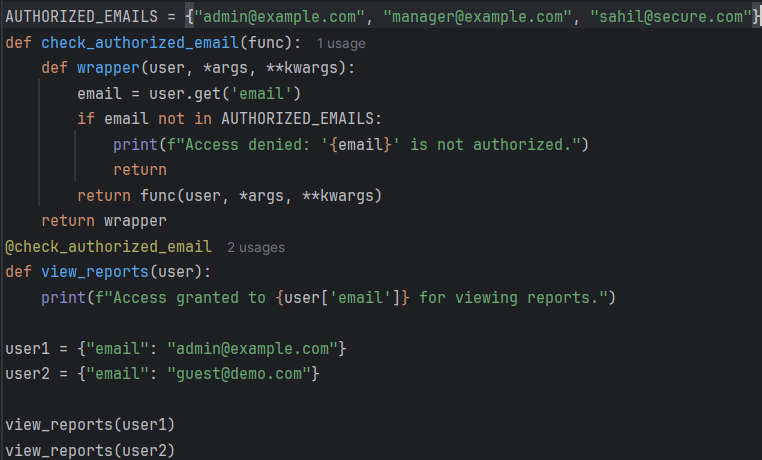 AUTHORIZED_EMAILS = {"admin@example.com", "manager@example.com", "sahil@secure.com"}
def check_authorized_email(func): 1 usage
    def wrapper(user, *args, **kwargs):
        email = user.get('email')
        if email not in AUTHORIZED_EMAILS:
            print(f"Access denied: '{email}' is not authorized.")
            return
        return func(user, *args, **kwargs)
    return wrapper
@check_authorized_email 2 usages
def view_reports(user):
    print(f"Access granted to {user['email']} for viewing reports.")

user1 = {"email": "admin@example.com"}
user2 = {"email": "guest@demo.com"}

view_reports(user1)
view_reports(user2)